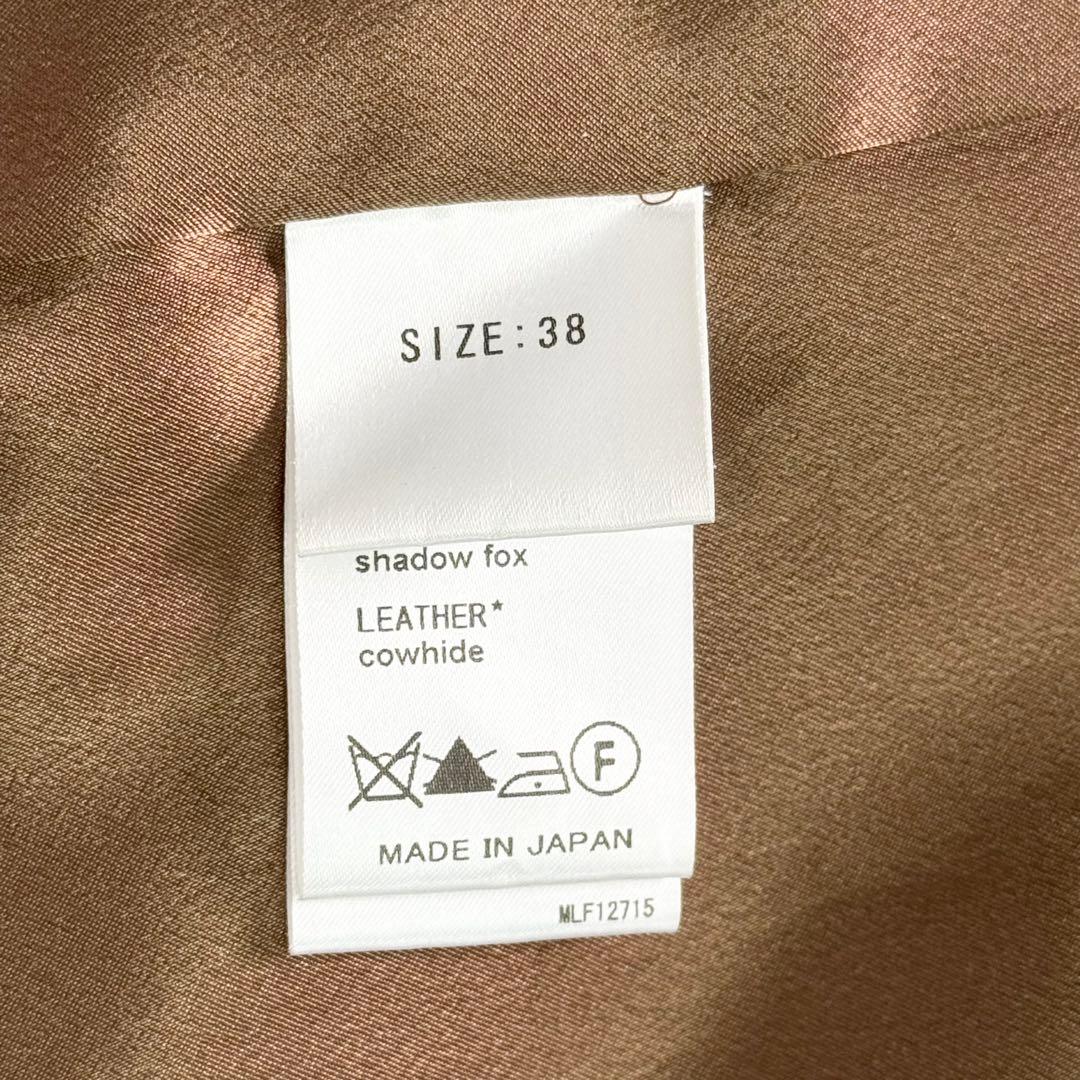 SIZE:38
shadow fox
LEATHER*
cowhide
F
MADE IN JAPAN
MLF12715